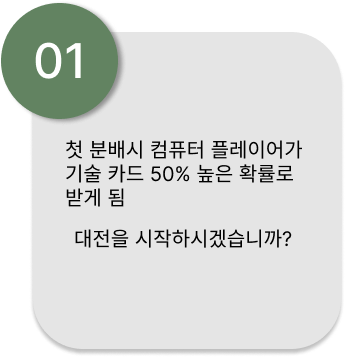 01
첫 분배시 컴퓨터 플레이어가
기술 카드 50% 높은 확률로
받게 됨
대전을 시작하시겠습니까?